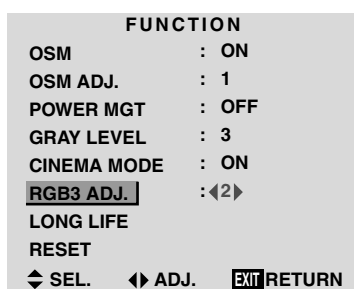 FUNCTION
OSM : ON
OSM ADJ. : 1
POWER MGT : OFF
GRAY LEVEL : 3
CINEMA MODE : ON
RGB3 ADJ. : 2
LONG LIFE
RESET
SEL. ADJ. EXIT RETURN